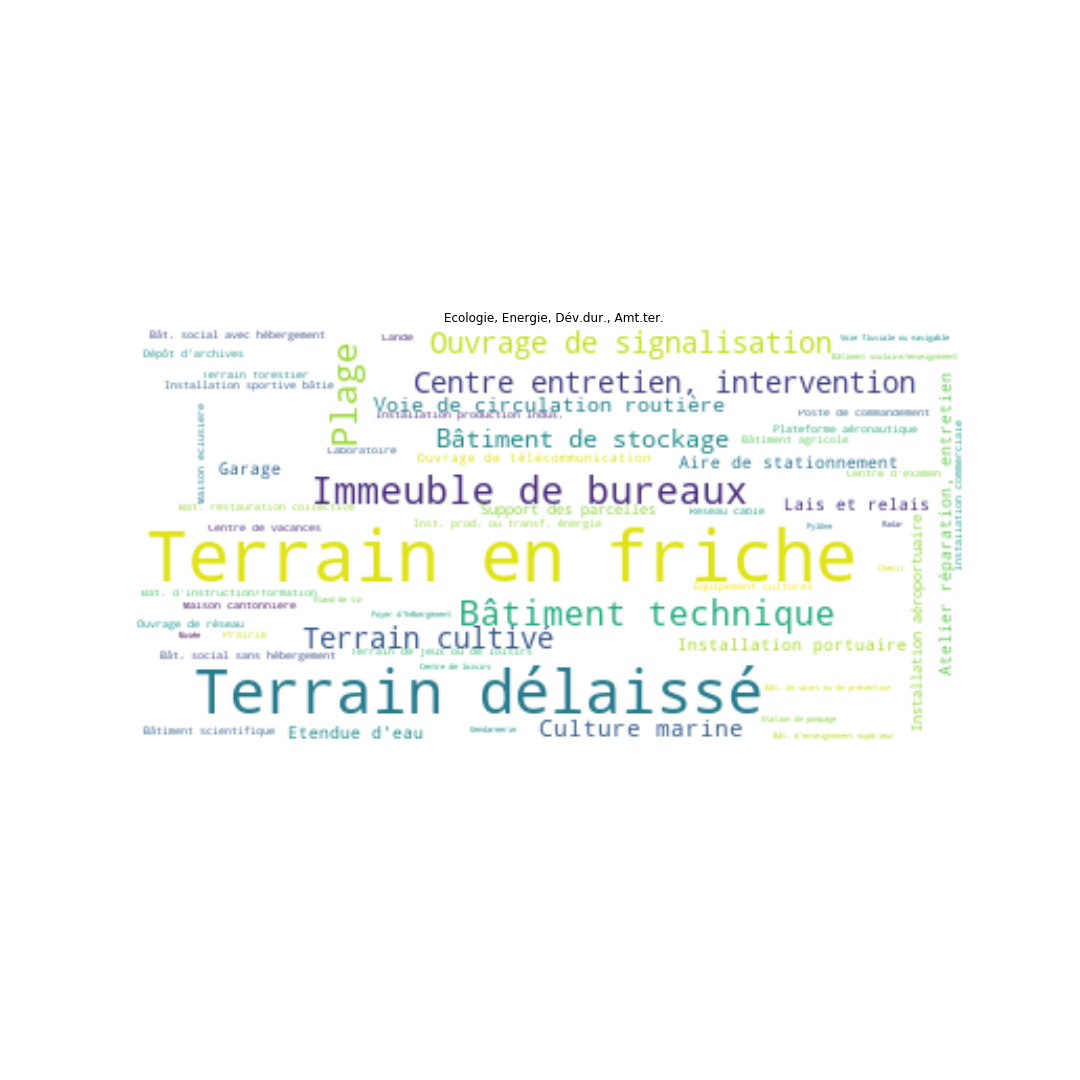 Ecologie, Energie, Dév.dur., Amt.ter.
Bât. social avec hébergement
Lande
Ouvrage de signalisation
Voie fluviale ou navigable
Dépôt d'archives
Plage
Bâtiment scolaire/enseignement
Terrain forestier
Installation sportive bâtie
Centre entretien, intervention
Voie de circulation routière
Installation production indus.
Poste de commandement
Maison éclusière
Bâtiment de stockage
Plateforme aéronautique
Bâtiment agricole
Atelier réparation, entretien
Installation commerciale
Laboratoire
Ouvrage de télécommunication
Garage
Aire de stationnement
Centre d'examen
Immeuble de bureaux
Lais et relais
Bât. restauration collective
Support des parcelles
Réseau câblé
Centre de vacances
Inst. prod. ou transf. énergie
Pylône
Radar
Installation aéroportuaire
Terrain en friche
Chenil
Equipement culturel
Bât. d'instruction/formation
Stand de tir
Maison cantonnière
Foyer d'hébergement
Bâtiment technique
Ouvrage de réseau
Musée
Prairie
Terrain cultivé
Installation portuaire
Bât. social sans hébergement
Terrain de jeux ou de loisirs
Centre de loisirs
Terrain délaissé
Bât. de soins ou de prévention
Station de pompage
Bâtiment scientifique
Etendue d'eau
Gendarmerie
Culture marine
Bât. d'enseignement supérieur